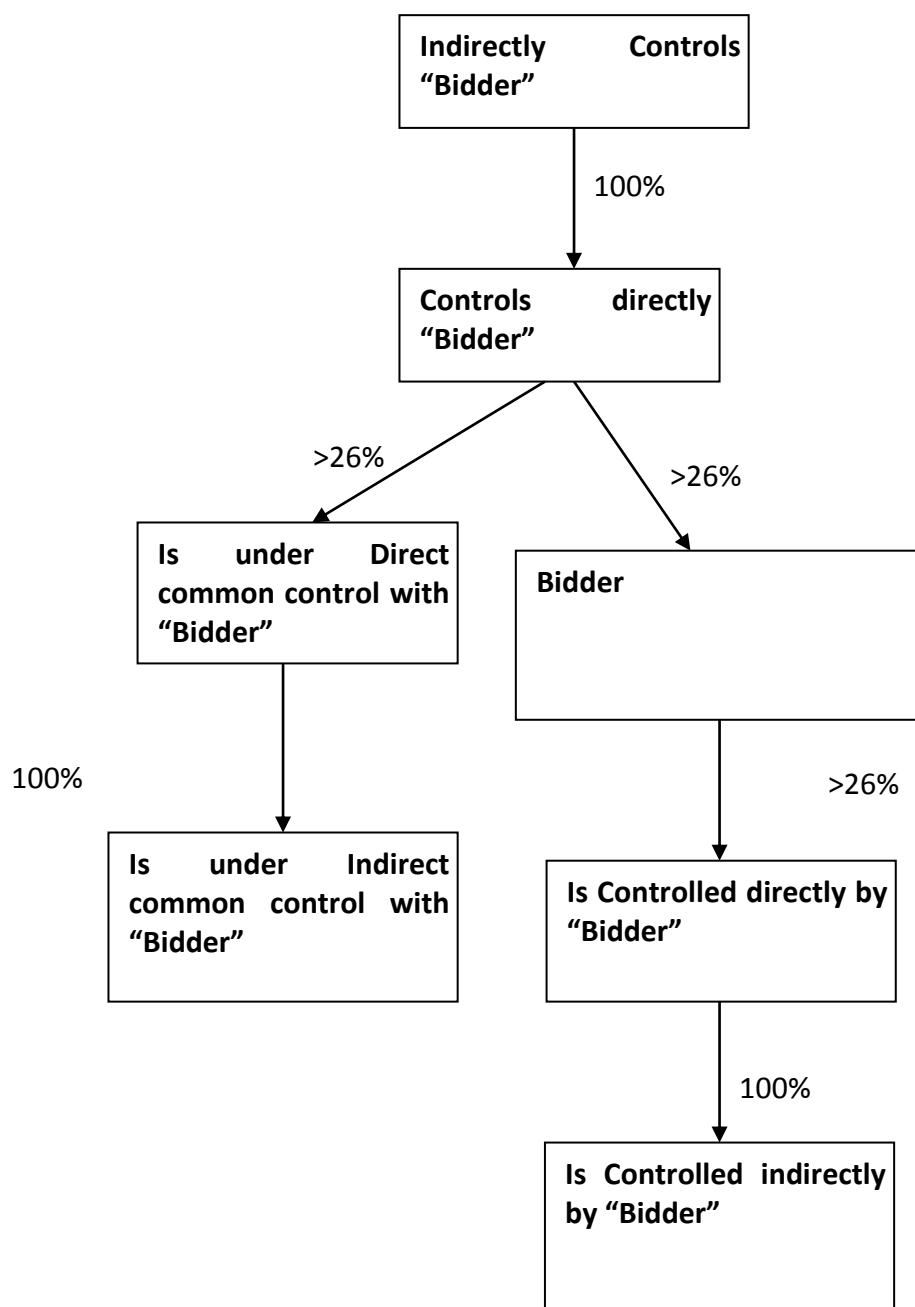 Indirectly Controls
“Bidder”
100%
Controls directly
“Bidder”
>26%
>26%
Is under Direct
common control with
“Bidder”
Bidder
100%
>26%
Is under Indirect
common control with
“Bidder”
Is Controlled directly by
“Bidder”
100%
Is Controlled indirectly
by “Bidder”